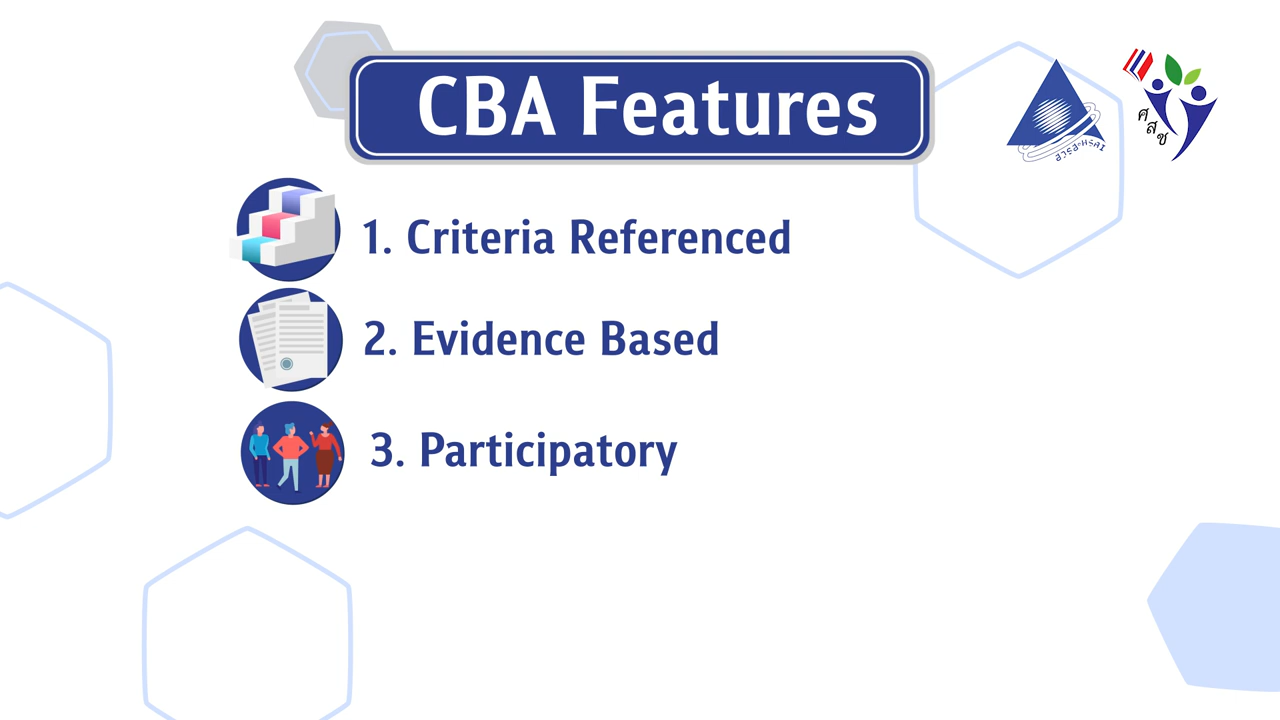 CBA Features
1. Criteria Referenced
2. Evidence Based
3. Participatory
ศ
ส
ช